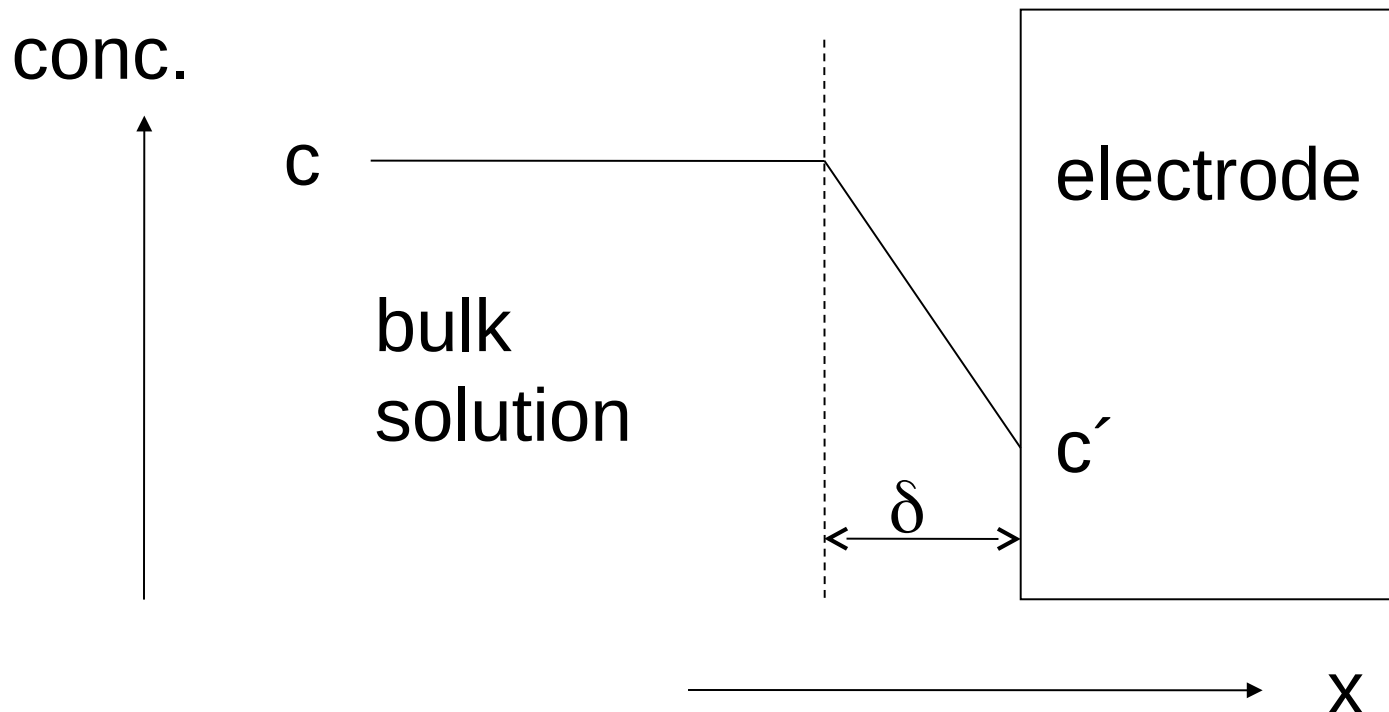 conc.
c
electrode
bulk
solution
c´
δ
x